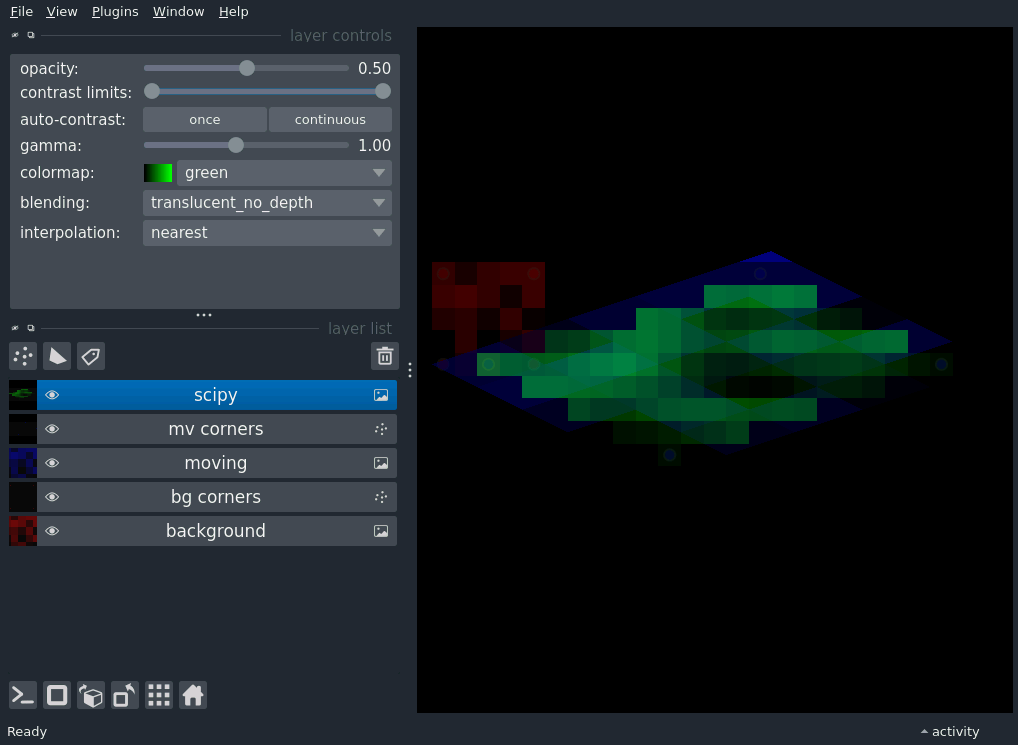 File View Plugins Window Help
layer controls
opacity: 0.50
contrast limits:
auto-contrast: once continuous
gamma: 1.00
colormap: green
blending: translucent_no_depth
interpolation: nearest
layer list
scipy
mv corners
moving
bg corners
background
Ready activity